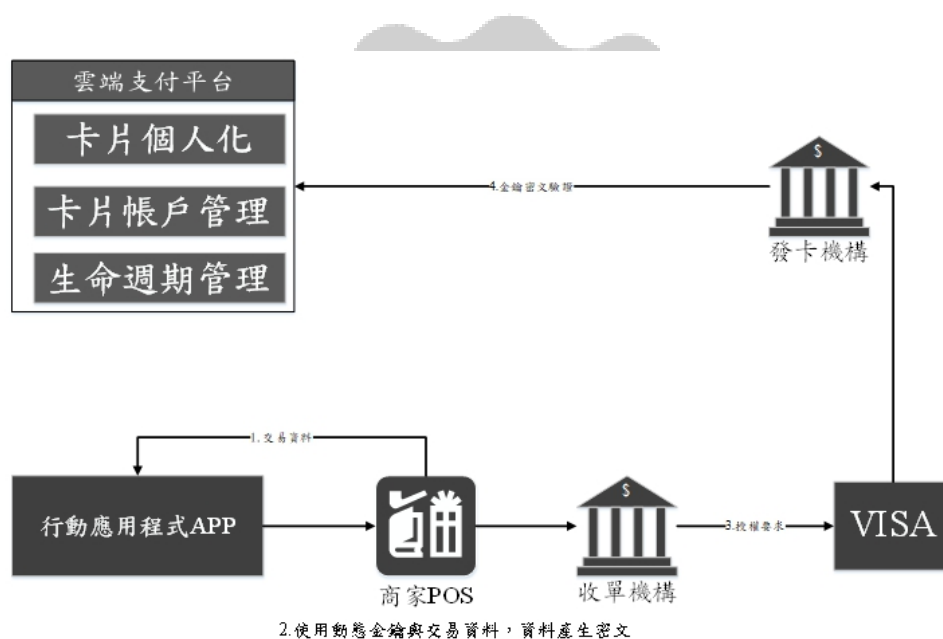 雲端支付平台
卡片個人化
卡片帳戶管理
生命週期管理
4.金鑰密文驗證
$
發卡機構
1.交易資料
行動應用程式APP
商家POS
$
收單機構
3.授權要求
VISA
2.使用動態金鑰與交易資料，資料產生密文